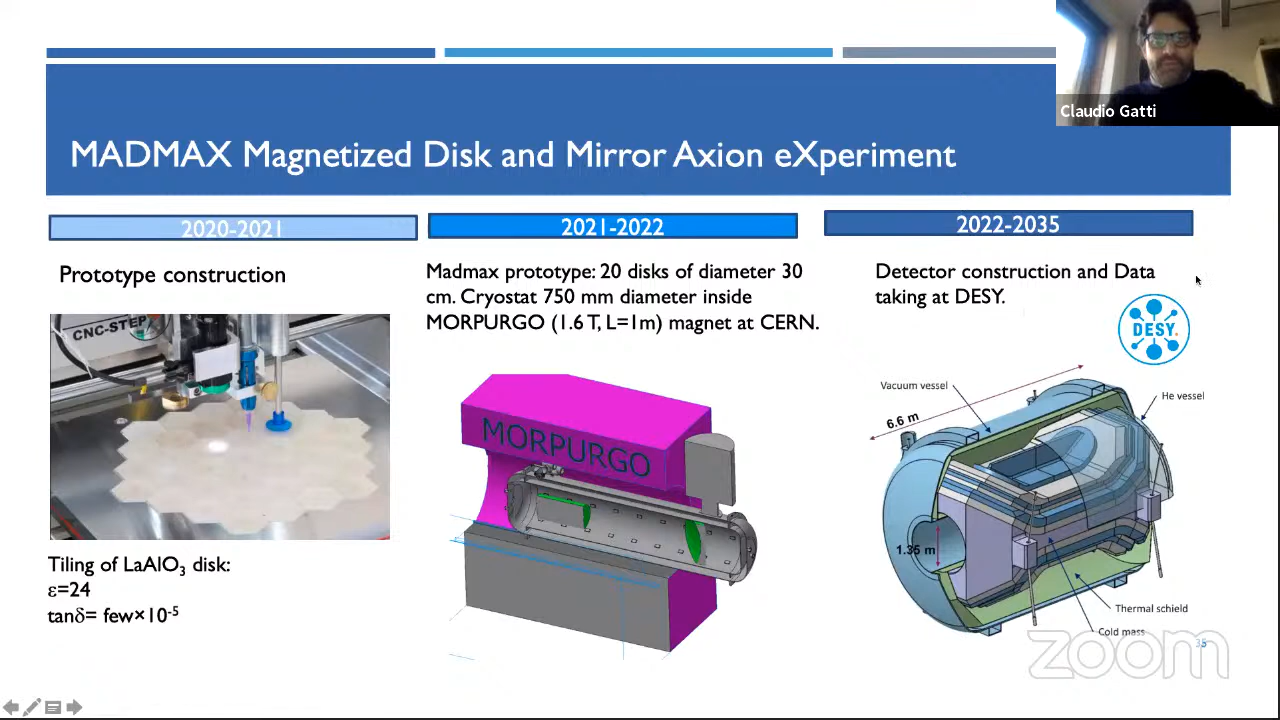 Claudio Gatti
MADMAX Magnetized Disk and Mirror Axion eXperiment
2020-2021
2021-2022
2022-2035
Prototype construction
Madmax prototype: 20 disks of diameter 30
cm. Cryostat 750 mm diameter inside
MORPURGO (1.6 T, L=1m) magnet at CERN.
Detector construction and Data
taking at DESY.
DESY.
CNC-STEP
MORPURGO
Vacuum vessel
He vessel
6.6 m
1.35 m
Thermal schield
Cold mass
Tiling of LaAlO₃ disk:
ε=24
tanδ= few×10⁻⁵
35
zoom